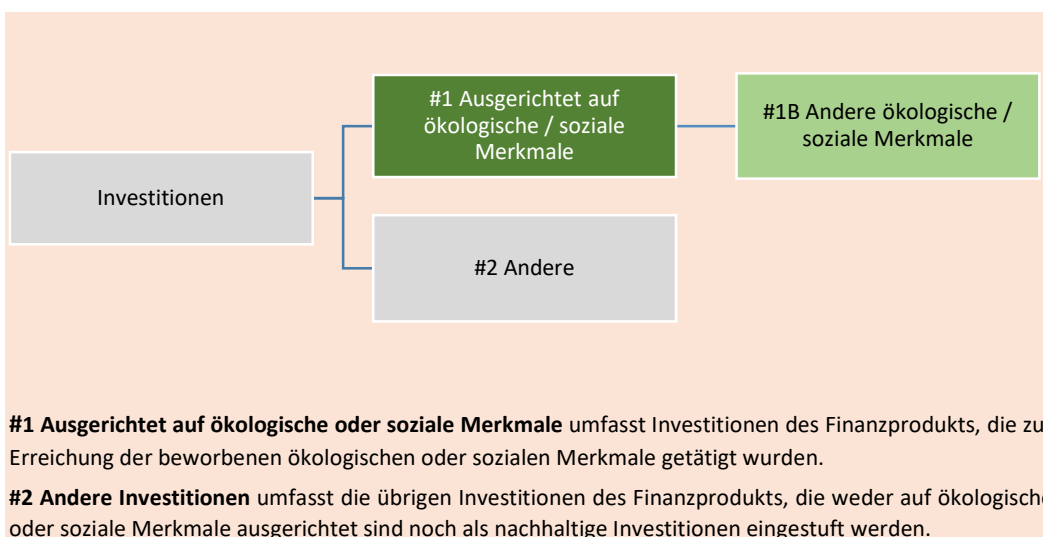 #1 Ausgerichtet auf
ökologische / soziale
Merkmale
#1B Andere ökologische /
soziale Merkmale
Investitionen
#2 Andere
#1 Ausgerichtet auf ökologische oder soziale Merkmale umfasst Investitionen des Finanzprodukts, die zu
Erreichung der beworbenen ökologischen oder sozialen Merkmale getätigt wurden.
#2 Andere Investitionen umfasst die übrigen Investitionen des Finanzprodukts, die weder auf ökologische
oder soziale Merkmale ausgerichtet sind noch als nachhaltige Investitionen eingestuft werden.